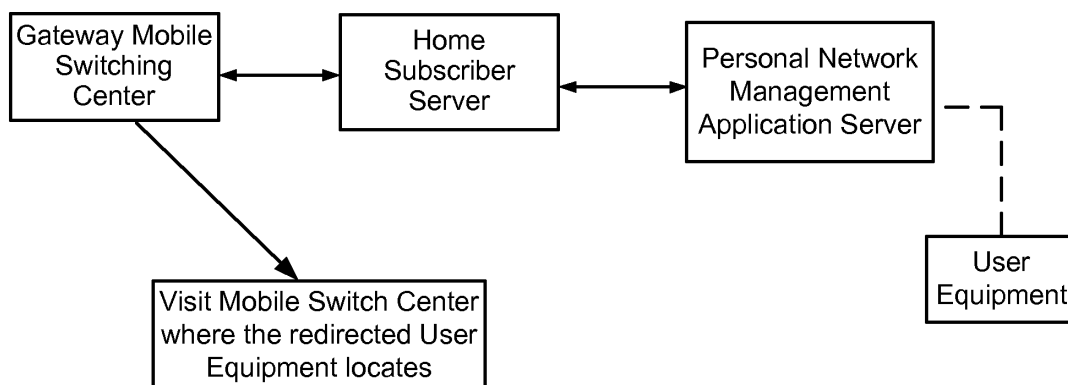 Gateway Mobile
Switching
Center
Home
Subscriber
Server
Personal Network
Management
Application Server
User
Equipment
Visit Mobile Switch Center
where the redirected User
Equipment locates